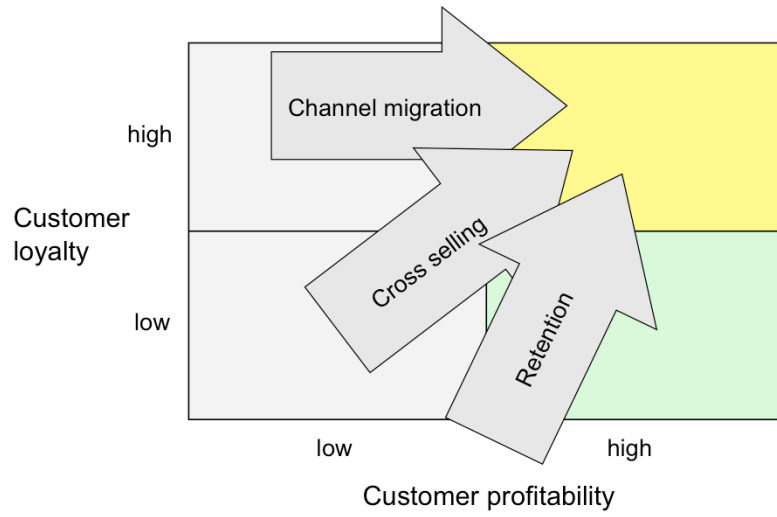 Channel migration
high
Customer
loyalty
Cross selling
low
Retention
low
high
Customer profitability